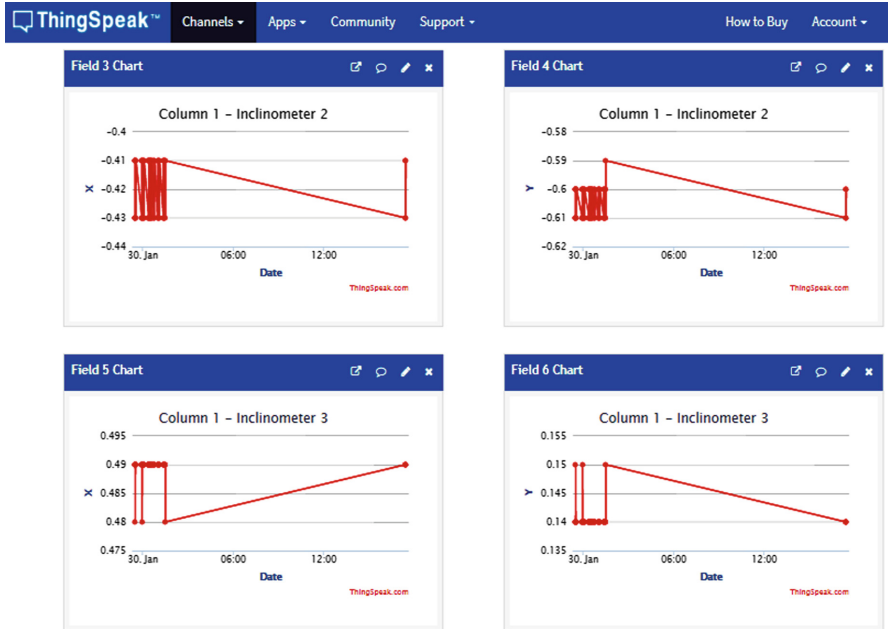 ThingSpeak™ Channels Apps Community Support How to Buy Account
Field 3 Chart
Column 1 - Inclinometer 2
-0.4
-0.41
-0.42
-0.43
-0.44
X
30. Jan 06:00 12:00
Date
ThingSpeak.com
Field 4 Chart
Column 1 - Inclinometer 2
-0.58
-0.59
-0.6
-0.61
-0.62
Y
30. Jan 06:00 12:00
Date
ThingSpeak.com
Field 5 Chart
Column 1 - Inclinometer 3
0.495
0.49
0.485
0.48
0.475
X
30. Jan 06:00 12:00
Date
ThingSpeak.com
Field 6 Chart
Column 1 - Inclinometer 3
0.155
0.15
0.145
0.14
0.135
Y
30. Jan 06:00 12:00
Date
ThingSpeak.com